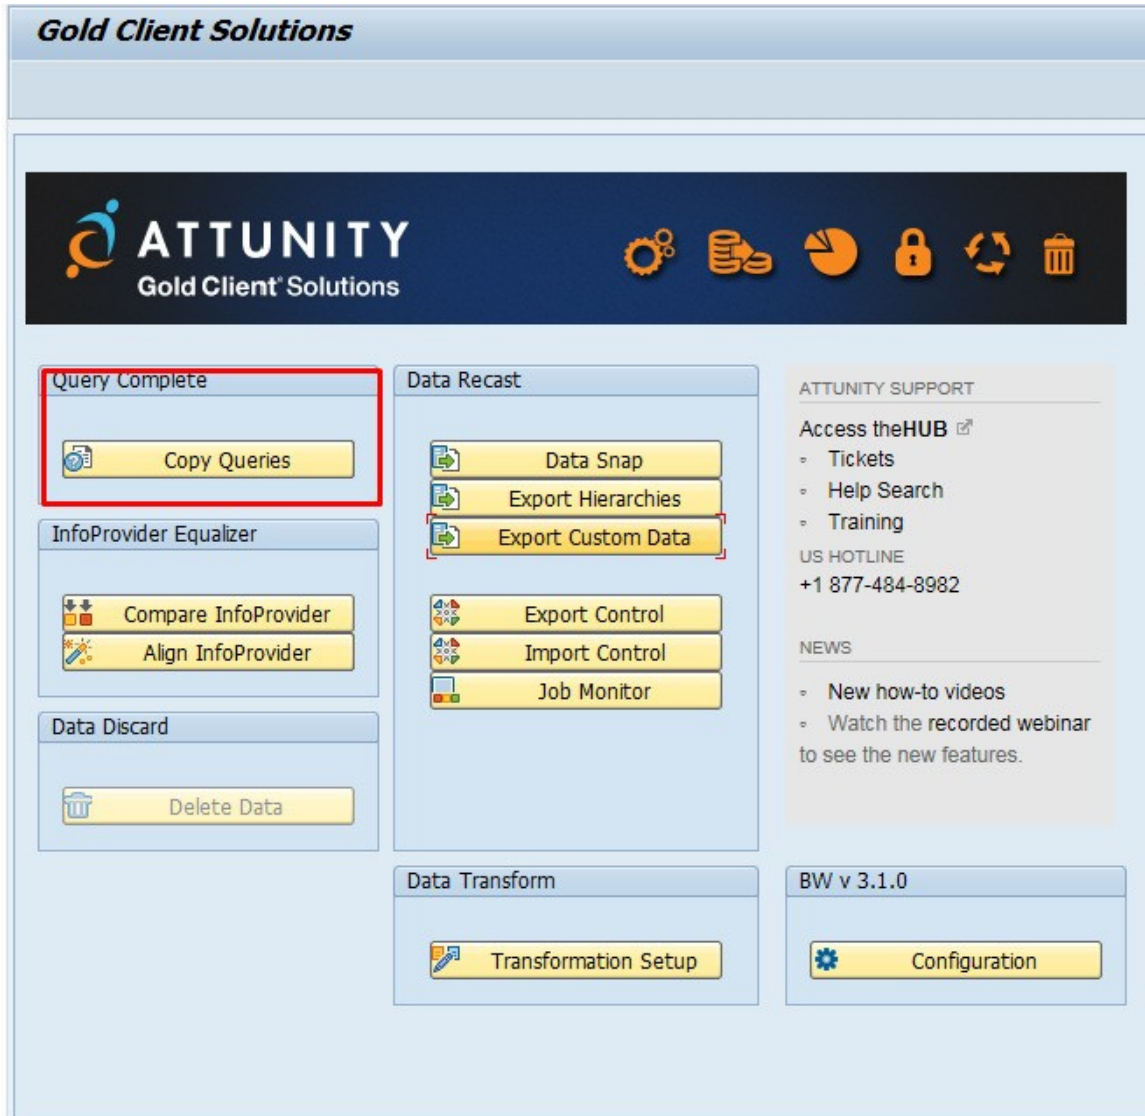 Gold Client Solutions
ATTUNITY
Gold Client® Solutions
Query Complete
Copy Queries
InfoProvider Equalizer
Compare InfoProvider
Align InfoProvider
Data Discard
Delete Data
Data Recast
Data Snap
Export Hierarchies
Export Custom Data
Export Control
Import Control
Job Monitor
ATTUNITY SUPPORT
Access theHUB
Tickets
Help Search
Training
US HOTLINE
+1 877-484-8982
NEWS
New how-to videos
Watch the recorded webinar
to see the new features.
Data Transform
Transformation Setup
BW v 3.1.0
Configuration